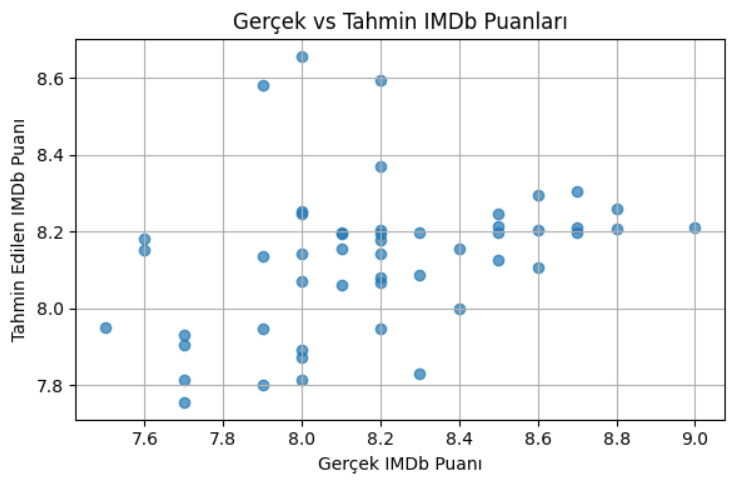 Gerçek vs Tahmin IMDb Puanları
Tahmin Edilen IMDb Puanı
8.6
8.4
8.2
8.0
7.8
7.6 7.8 8.0 8.2 8.4 8.6 8.8 9.0
Gerçek IMDb Puanı